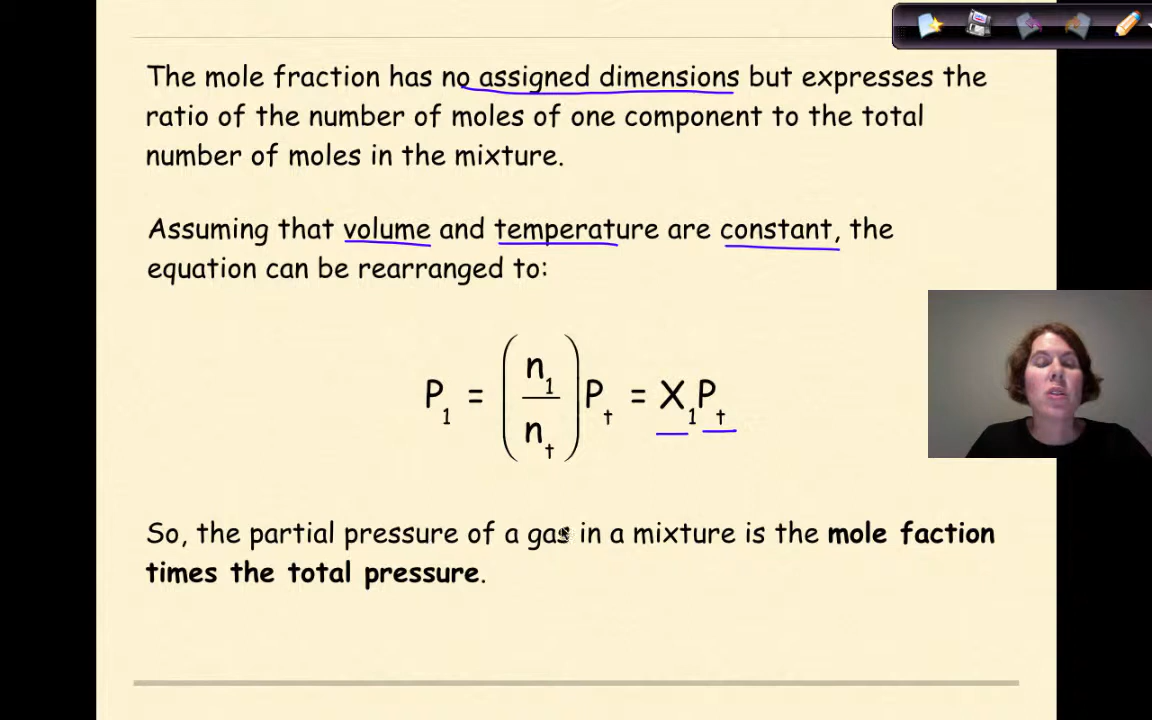 The mole fraction has no assigned dimensions but expresses the
ratio of the number of moles of one component to the total
number of moles in the mixture.
Assuming that volume and temperature are constant, the
equation can be rearranged to:
P₁ = (n₁/nₜ) Pₜ = X₁Pₜ
So, the partial pressure of a gas in a mixture is the mole faction
times the total pressure.